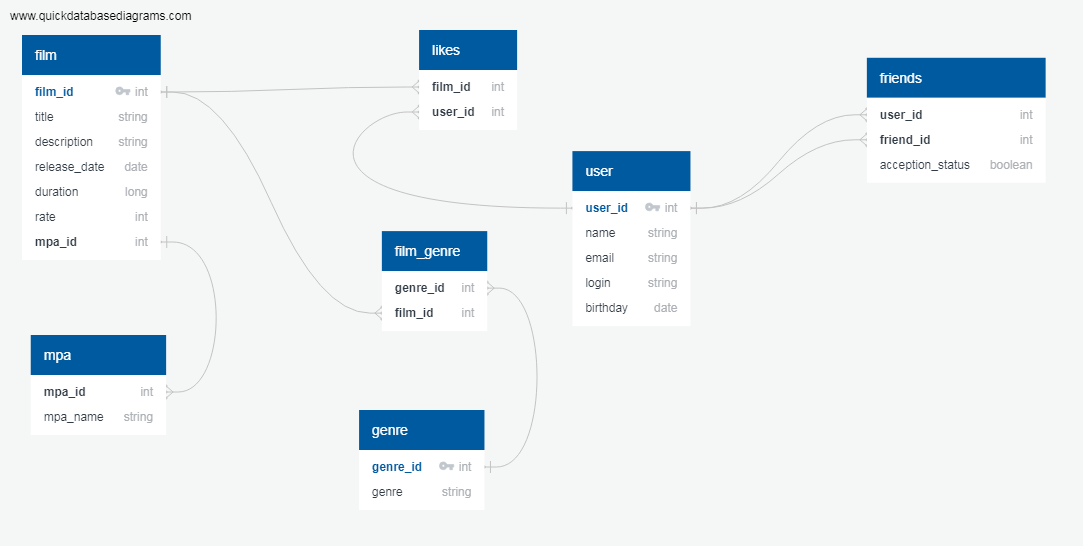 www.quickdatabasediagrams.com
film
film_id int
title string
description string
release_date date
duration long
rate int
mpa_id int
likes
film_id int
user_id int
friends
user_id int
friend_id int
acception_status boolean
user
user_id int
name string
email string
login string
birthday date
film_genre
genre_id int
film_id int
mpa
mpa_id int
mpa_name string
genre
genre_id int
genre string